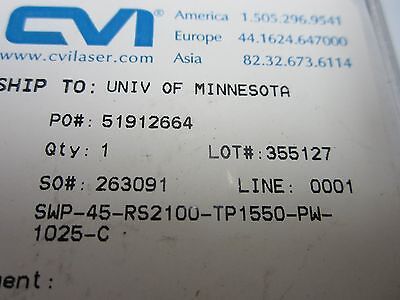 CVI America 1.505.296.9541
Europe 44.1624.647000
www.cvilaser.com Asia 82.32.673.6114
SHIP TO: UNIV OF MINNESOTA
PO#: 51912664
Qty: 1 LOT#:355127
SO#: 263091 LINE: 0001
SWP-45-RS2100-TP1550-PW-
1025-C
ment: